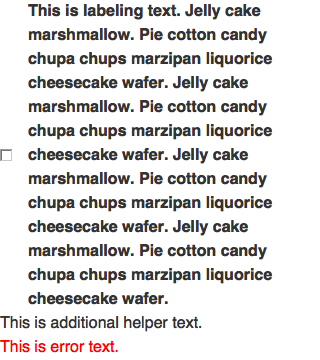 This is labeling text. Jelly cake
marshmallow. Pie cotton candy
chupa chups marzipan liquorice
cheesecake wafer. Jelly cake
marshmallow. Pie cotton candy
chupa chups marzipan liquorice
cheesecake wafer. Jelly cake
marshmallow. Pie cotton candy
chupa chups marzipan liquorice
cheesecake wafer. Jelly cake
marshmallow. Pie cotton candy
chupa chups marzipan liquorice
cheesecake wafer.
This is additional helper text.
This is error text.